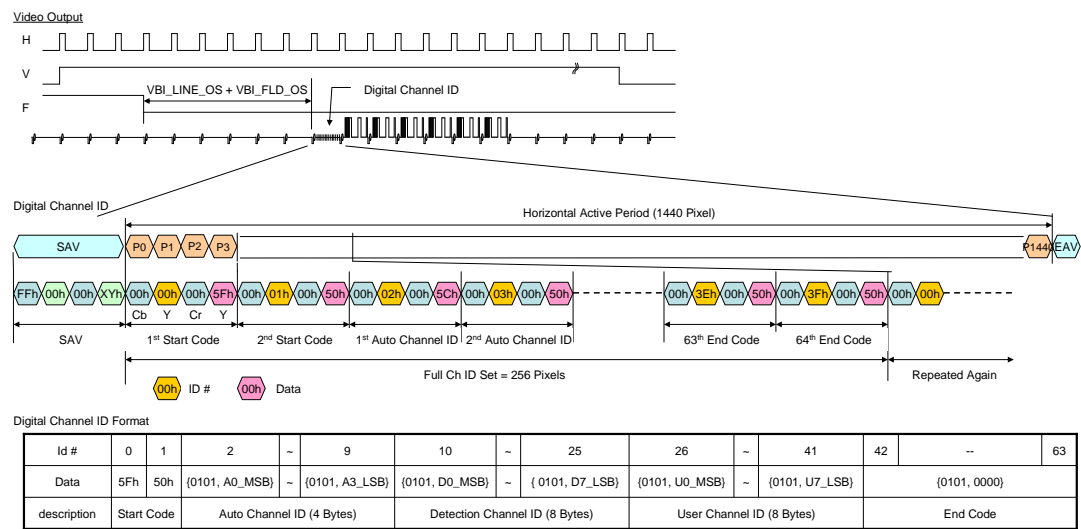 Video Output
H
V
VBI_LINE_OS + VBI_FLD_OS
Digital Channel ID
F
Digital Channel ID
Horizontal Active Period (1440 Pixel)
SAV P0 P1 P2 P3 P1440 EAV
FFh 00h 00h XYh 00h 00h 00h 5Fh 00h 01h 00h 50h 00h 02h 00h 5Ch 00h 03h 00h 50h 00h 3Eh 00h 50h 00h 3Fh 00h 50h 00h 00h
Cb Y Cr Y
SAV 1st Start Code 2nd Start Code 1st Auto Channel ID 2nd Auto Channel ID 63th End Code 64th End Code
Full Ch ID Set = 256 Pixels Repeated Again
00h ID # 00h Data
Digital Channel ID Format
Id # 0 1 2 ~ 9 10 ~ 25 26 ~ 41 42 -- 63
Data 5Fh 50h {0101, A0_MSB} ~ {0101, A3_LSB} {0101, D0_MSB} ~ { 0101, D7_LSB} {0101, U0_MSB} ~ {0101, U7_LSB} {0101, 0000}
description Start Code Auto Channel ID (4 Bytes) Detection Channel ID (8 Bytes) User Channel ID (8 Bytes) End Code